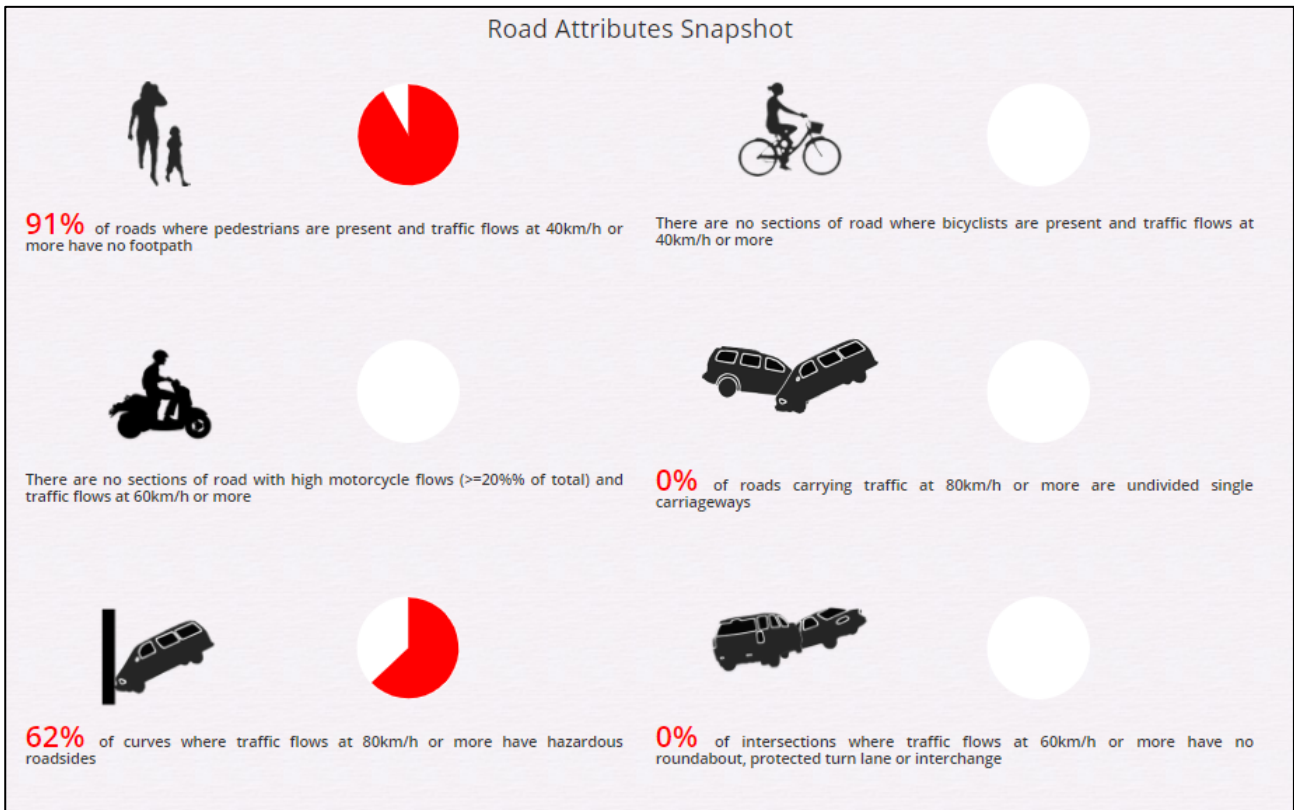 Road Attributes Snapshot
91% of roads where pedestrians are present and traffic flows at 40km/h or
more have no footpath
There are no sections of road where bicyclists are present and traffic flows at
40km/h or more
There are no sections of road with high motorcycle flows (>=20%% of total) and
traffic flows at 60km/h or more
0% of roads carrying traffic at 80km/h or more are undivided single
carriageways
62% of curves where traffic flows at 80km/h or more have hazardous
roadsides
0% of intersections where traffic flows at 60km/h or more have no
roundabout, protected turn lane or interchange